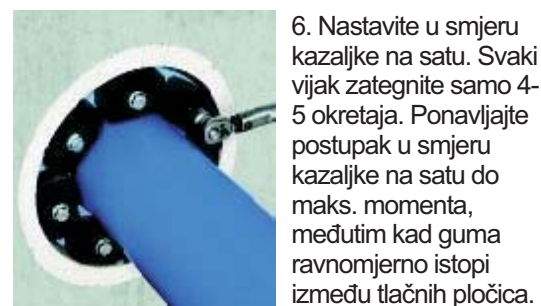 6. Nastavite u smjeru
kazaljke na satu. Svaki
vijak zategnite samo 4-
5 okretaja. Ponavljajte
postupak u smjeru
kazaljke na satu do
maks. momenta,
međutim kad guma
ravnomjerno istopi
između tlačnih pločica.